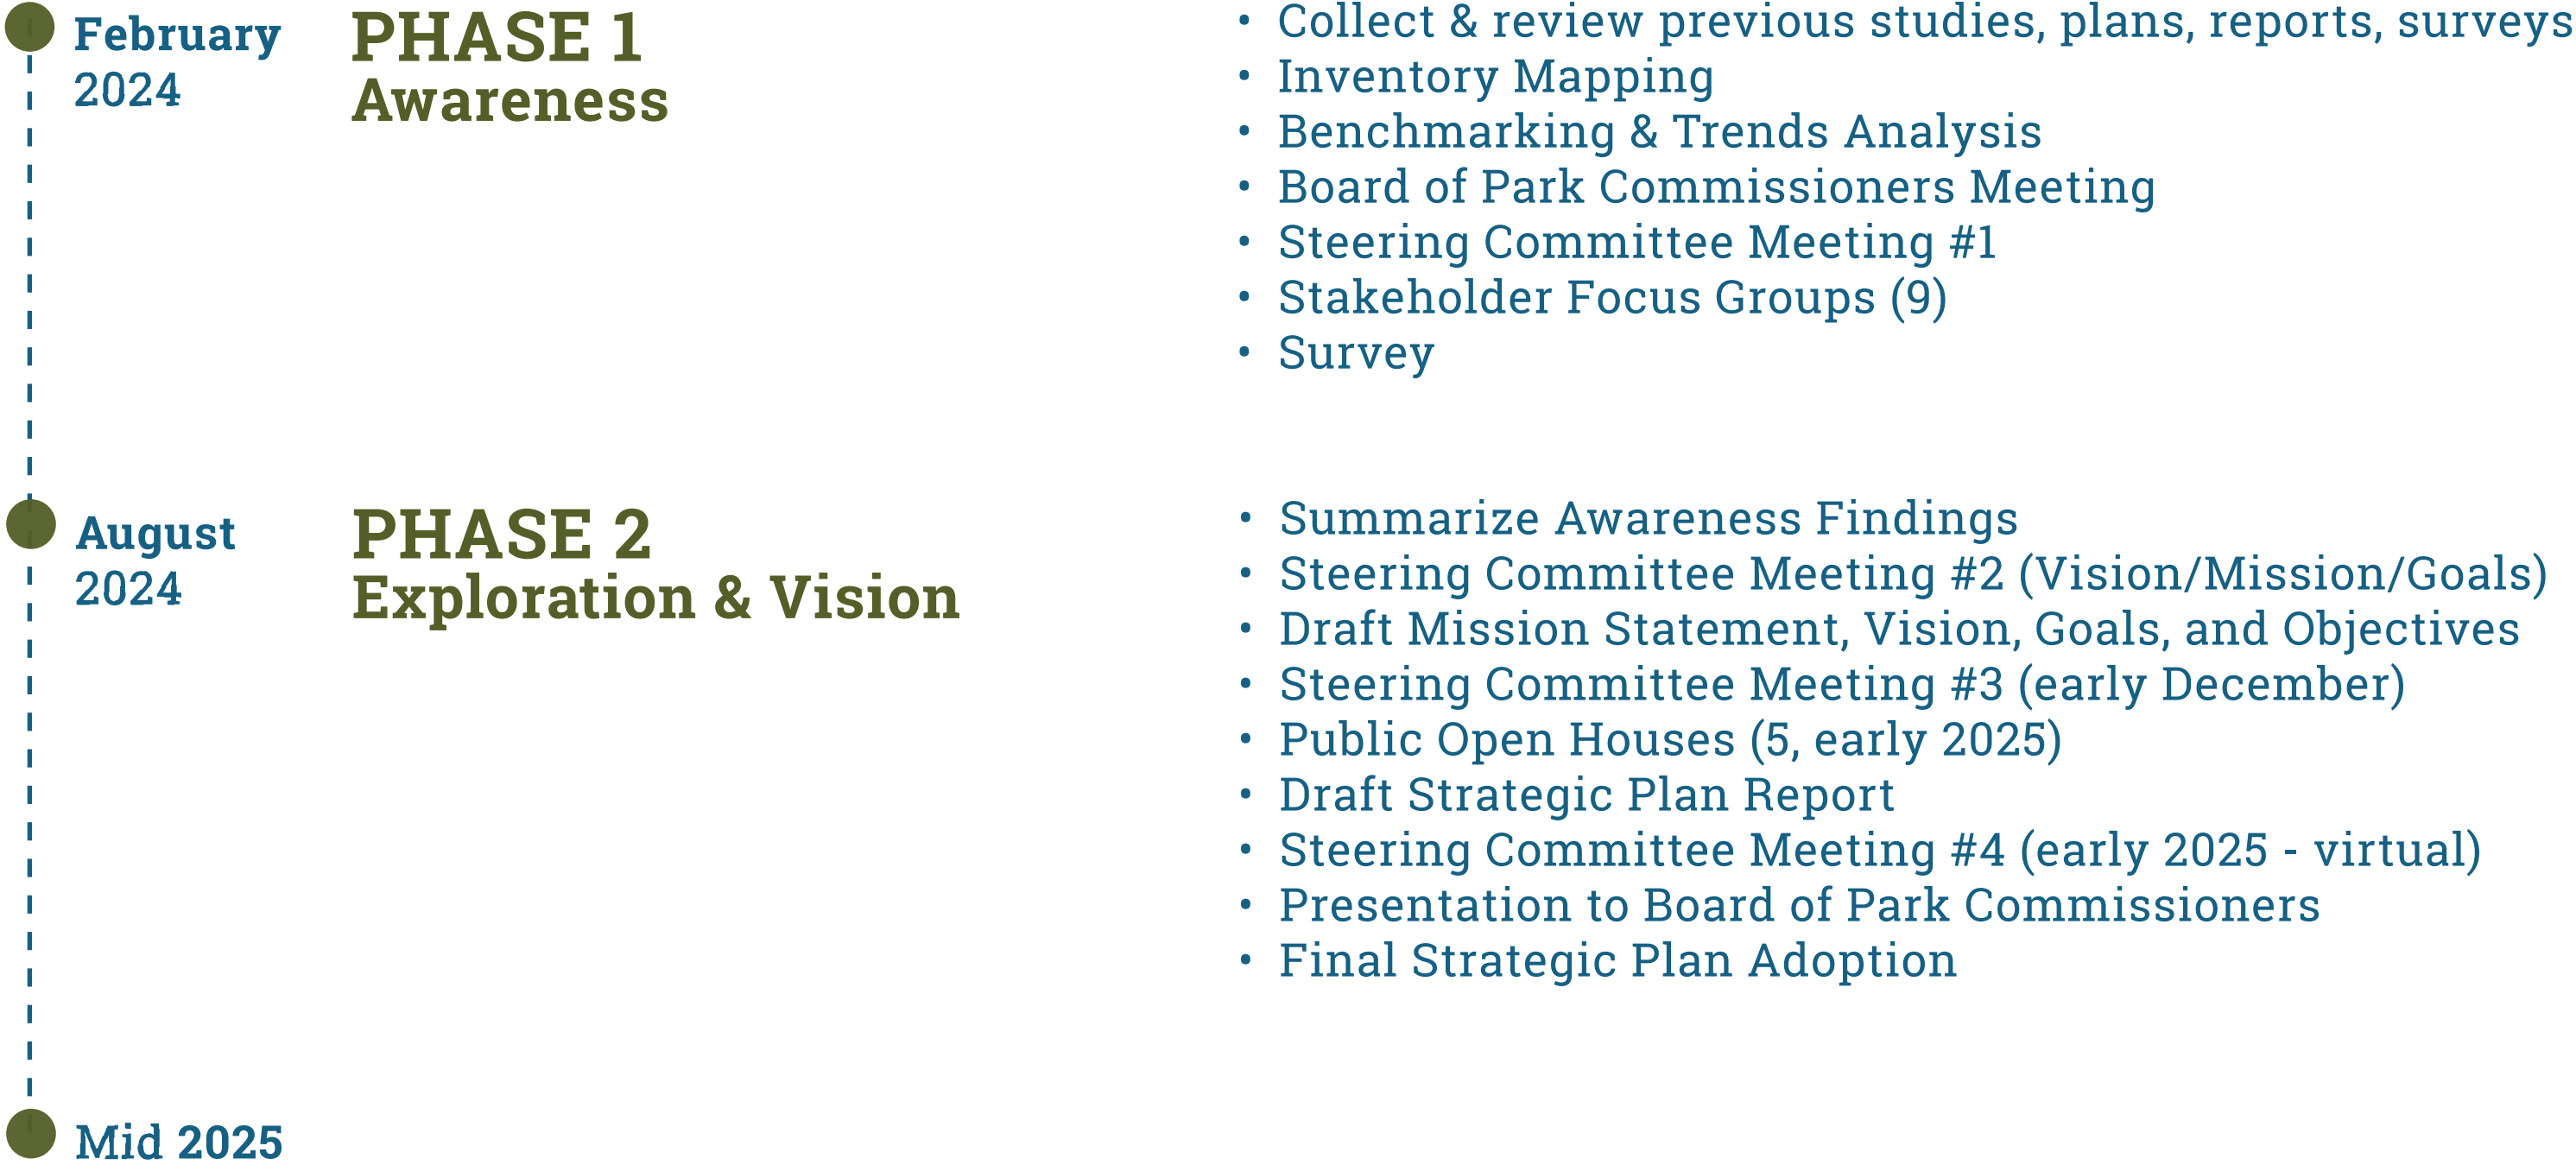 February
2024
PHASE 1
Awareness
• Collect & review previous studies, plans, reports, surveys
• Inventory Mapping
• Benchmarking & Trends Analysis
• Board of Park Commissioners Meeting
• Steering Committee Meeting #1
• Stakeholder Focus Groups (9)
• Survey
August
2024
PHASE 2
Exploration & Vision
• Summarize Awareness Findings
• Steering Committee Meeting #2 (Vision/Mission/Goals)
• Draft Mission Statement, Vision, Goals, and Objectives
• Steering Committee Meeting #3 (early December)
• Public Open Houses (5, early 2025)
• Draft Strategic Plan Report
• Steering Committee Meeting #4 (early 2025 - virtual)
• Presentation to Board of Park Commissioners
• Final Strategic Plan Adoption
Mid 2025